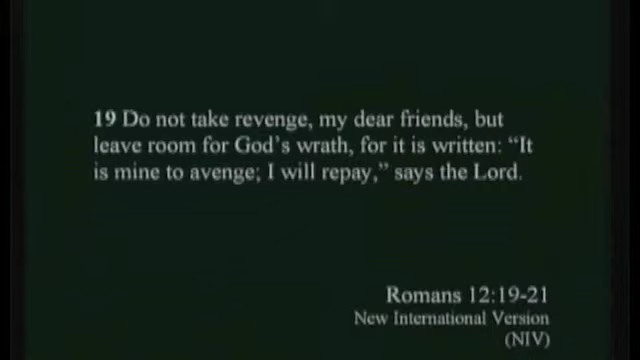 19 Do not take revenge, my dear friends, but
leave room for God's wrath, for it is written: “It
is mine to avenge; I will repay,” says the Lord.
Romans 12:19-21
New International Version
(NIV)